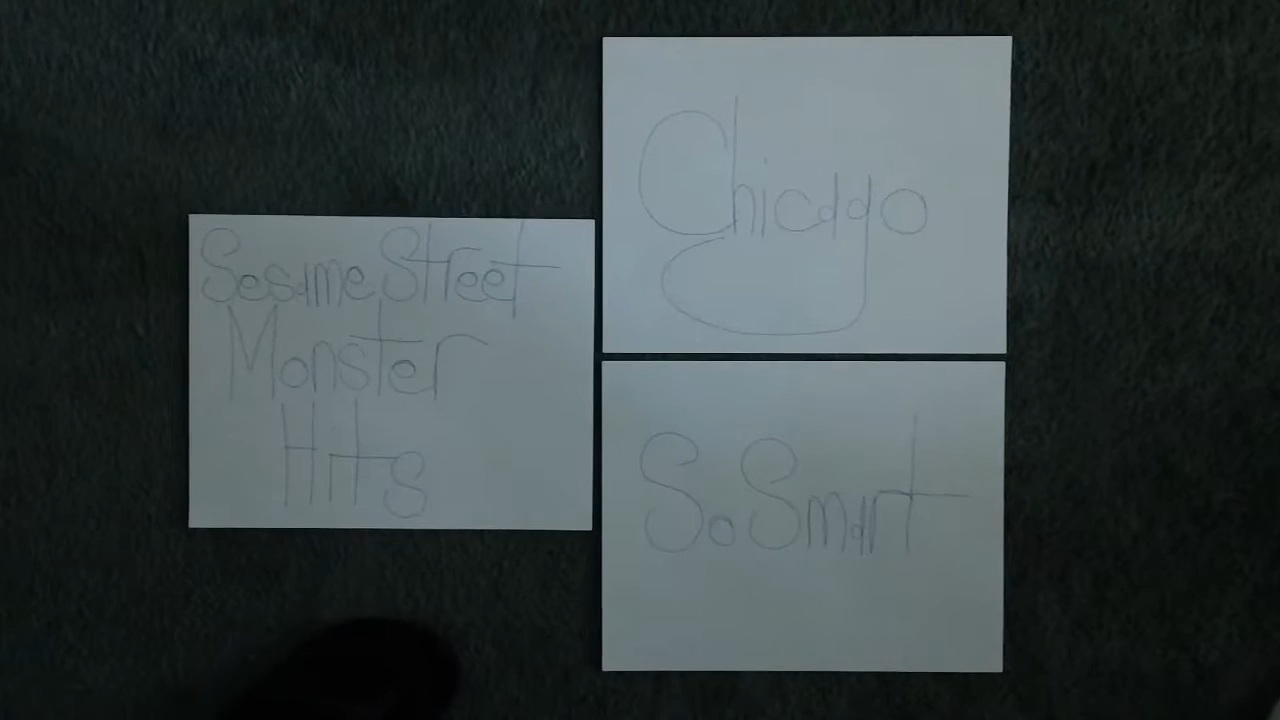 Sesame Street
Monster
Hits
Chicago
So Smart